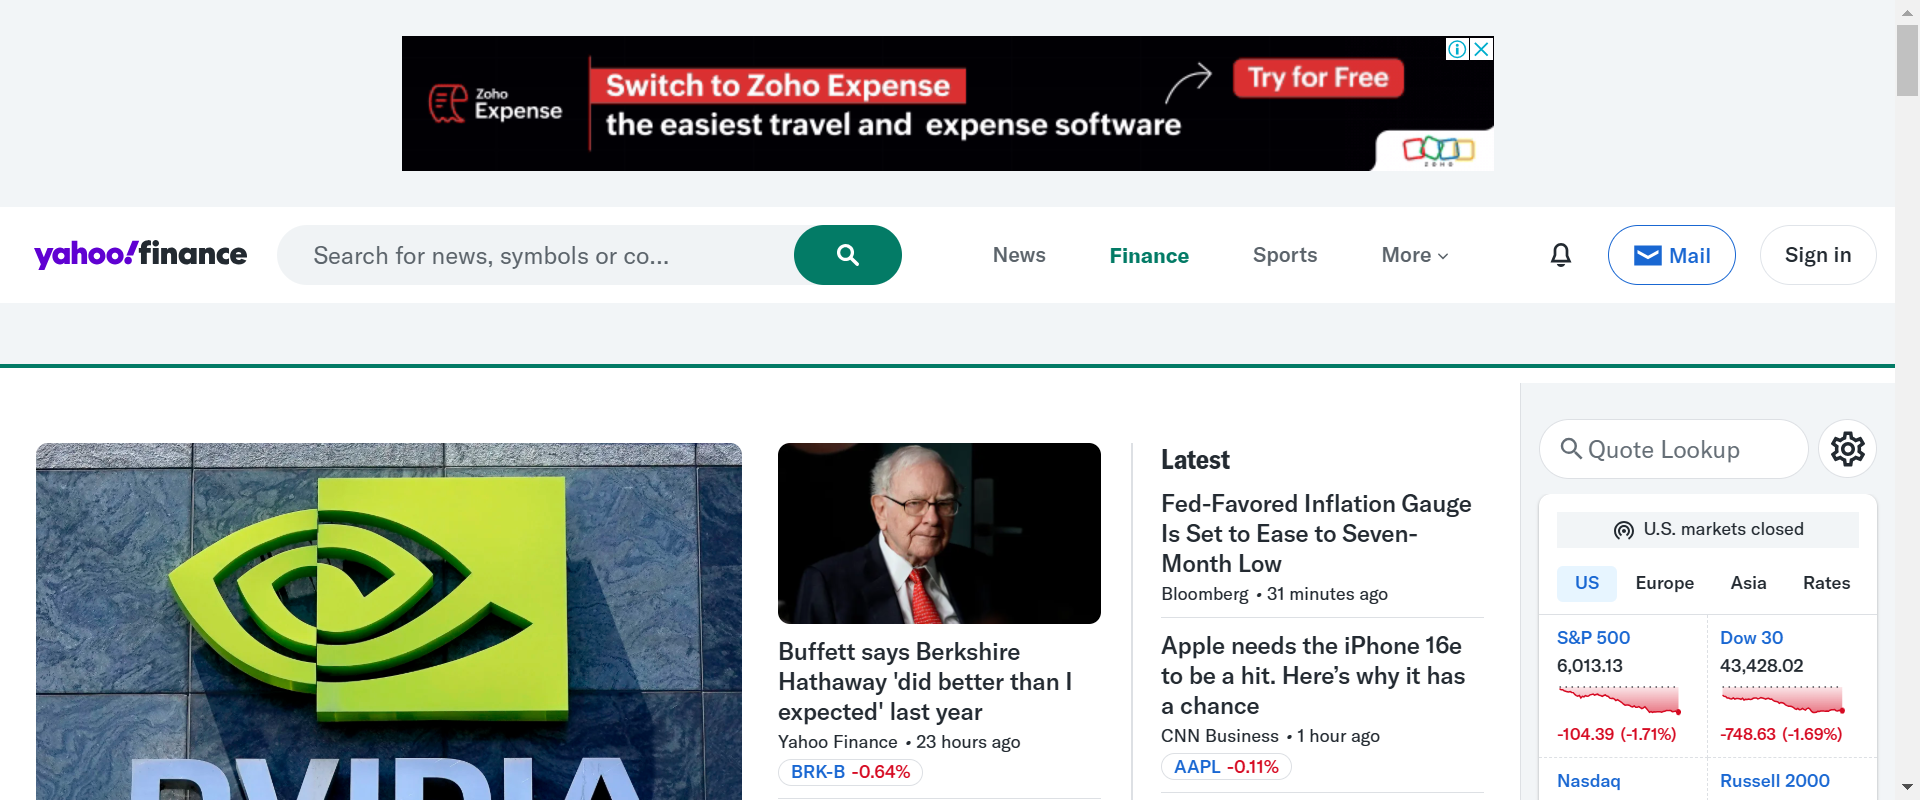 Zoho
Expense
Switch to Zoho Expense
the easiest travel and expense software
Try for Free
ZOHO
yahoo!finance
Search for news, symbols or co...
News
Finance
Sports
More
Mail
Sign in
NVIDIA
Buffett says Berkshire
Hathaway 'did better than I
expected' last year
Yahoo Finance • 23 hours ago
BRK-B -0.64%
Latest
Fed-Favored Inflation Gauge
Is Set to Ease to Seven-
Month Low
Bloomberg • 31 minutes ago
Apple needs the iPhone 16e
to be a hit. Here’s why it has
a chance
CNN Business • 1 hour ago
AAPL -0.11%
Quote Lookup
U.S. markets closed
US
Europe
Asia
Rates
S&P 500
6,013.13
-104.39 (-1.71%)
Dow 30
43,428.02
-748.63 (-1.69%)
Nasdaq
Russell 2000